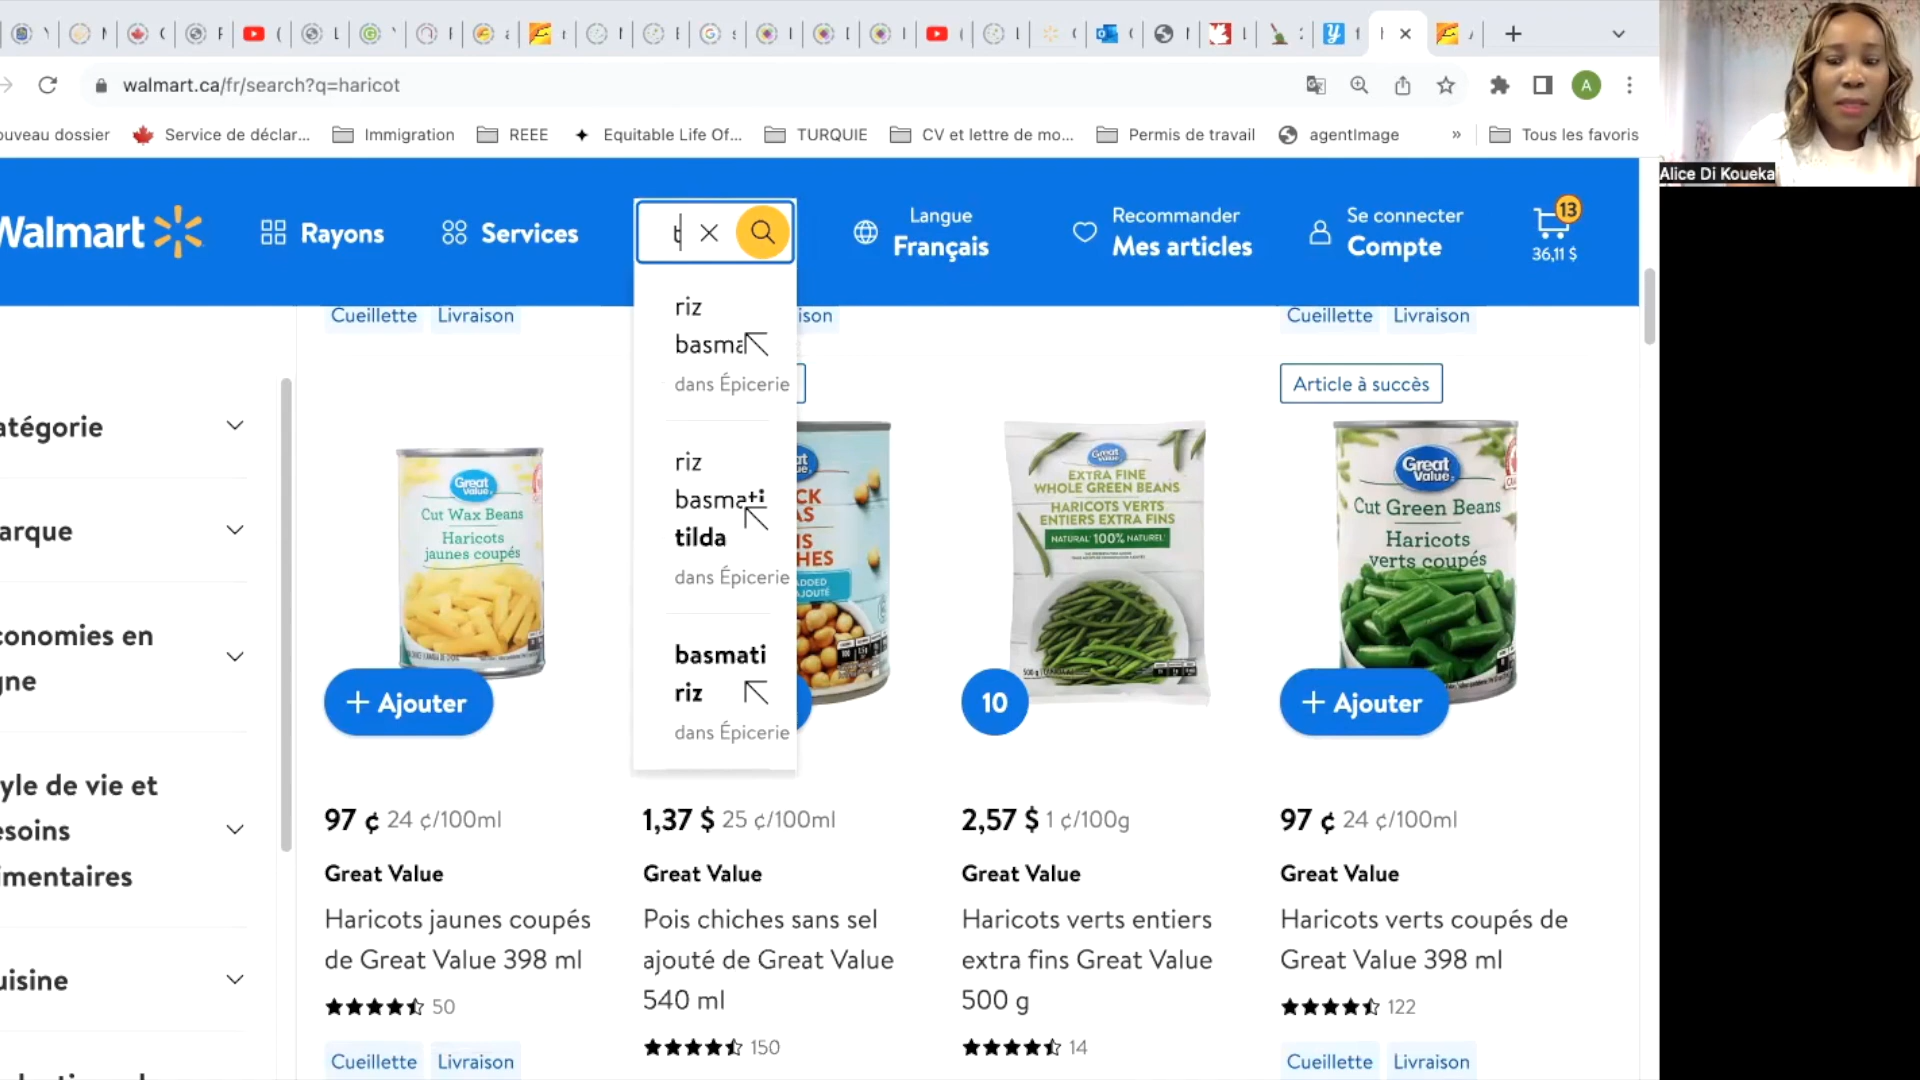 walmart.ca/fr/search?q=haricot
A
ouveau dossier
Service de déclar...
Immigration
REEE
Equitable Life Of...
TURQUIE
CV et lettre de mo...
Permis de travail
agentImage
»
Tous les favoris
Alice Di Koueka
Walmart
Rayons
Services
t
Langue
Français
Recommander
Mes articles
Se connecter
Compte
13
36,11 $
Cueillette
Livraison
ison
Cueillette
Livraison
riz
basma
dans Épicerie
riz
basmati
tilda
dans Épicerie
basmati
riz
dans Épicerie
Article à succès
atégorie
arque
conomies en
gne
yle de vie et
esoins
imentaires
uisine
Great Value
Cut Wax Beans
Haricots
jaunes coupés
CK
AS
IS
HES
ADDED
AJOUTÉ
Great Value
EXTRA FINE
WHOLE GREEN BEANS
HARICOTS VERTS
ENTIERS EXTRA FINS
NATURAL 100% NATUREL
500 g
Great Value
Cut Green Beans
Haricots
verts coupés
+ Ajouter
10
+ Ajouter
97 ¢ 24 ¢/100ml
Great Value
Haricots jaunes coupés
de Great Value 398 ml
50
Cueillette
Livraison
1,37 $ 25 ¢/100ml
Great Value
Pois chiches sans sel
ajouté de Great Value
540 ml
150
2,57 $ 1 ¢/100g
Great Value
Haricots verts entiers
extra fins Great Value
500 g
14
97 ¢ 24 ¢/100ml
Great Value
Haricots verts coupés de
Great Value 398 ml
122
Cueillette
Livraison